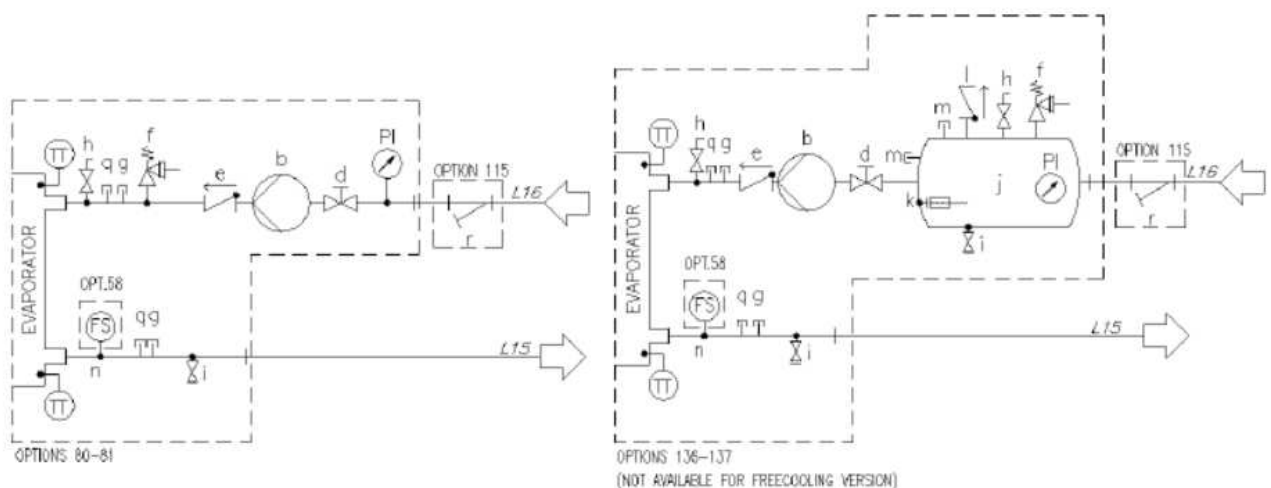 TT
h
q g
f
e
b
d
PI
OPTION 115
L16
r
EVAPORATOR
OPT.58
FS
q g
n
i
L15
TT
OPTIONS 80-81
TT
h
q g
e
b
d
m
l
h
f
m
k
j
PI
i
OPTION 115
L16
r
EVAPORATOR
OPT.58
FS
q g
n
i
L15
TT
OPTIONS 136-137
(NOT AVAILABLE FOR FREECOOLING VERSION)